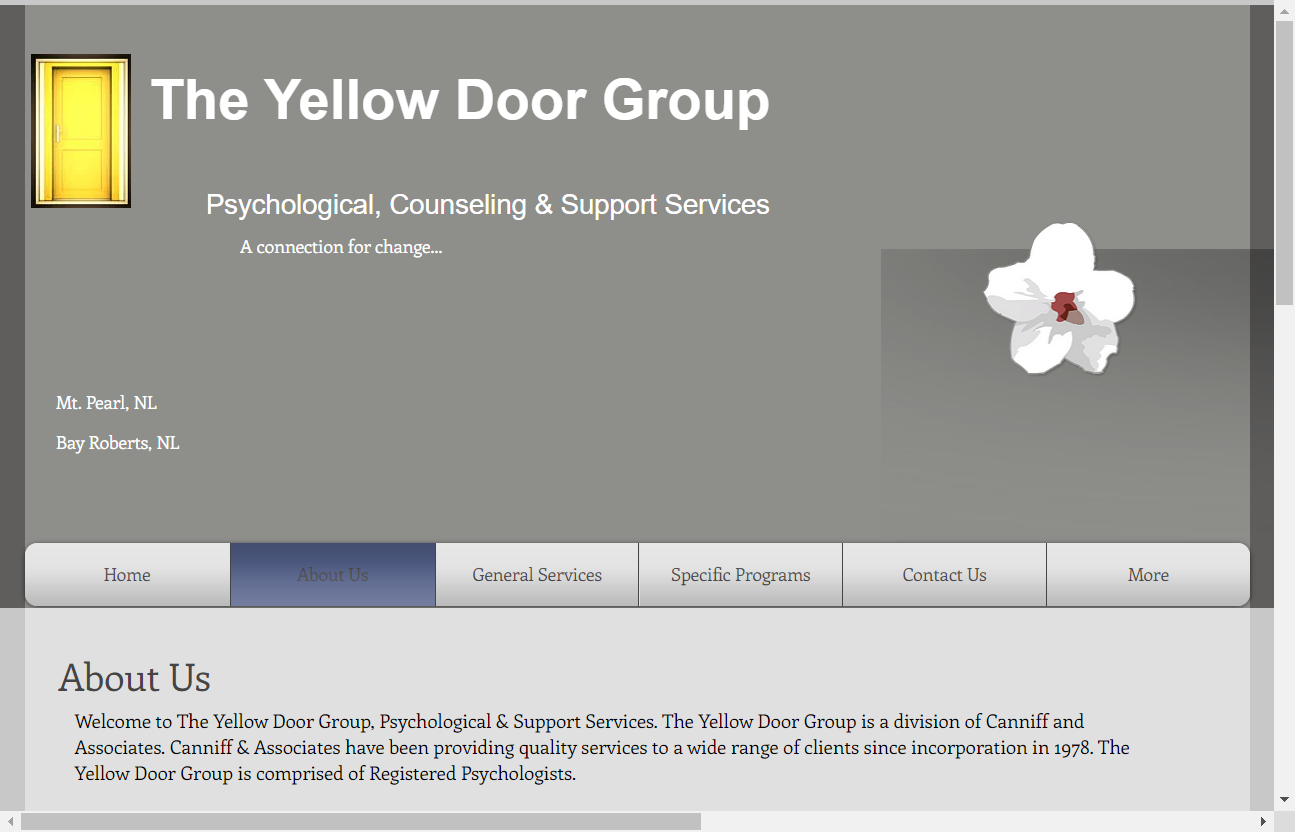 The Yellow Door Group
Psychological, Counseling & Support Services
A connection for change...
Mt. Pearl, NL
Bay Roberts, NL
Home
About Us
General Services
Specific Programs
Contact Us
More
About Us
Welcome to The Yellow Door Group, Psychological & Support Services. The Yellow Door Group is a division of Canniff and
Associates. Canniff & Associates have been providing quality services to a wide range of clients since incorporation in 1978. The
Yellow Door Group is comprised of Registered Psychologists.